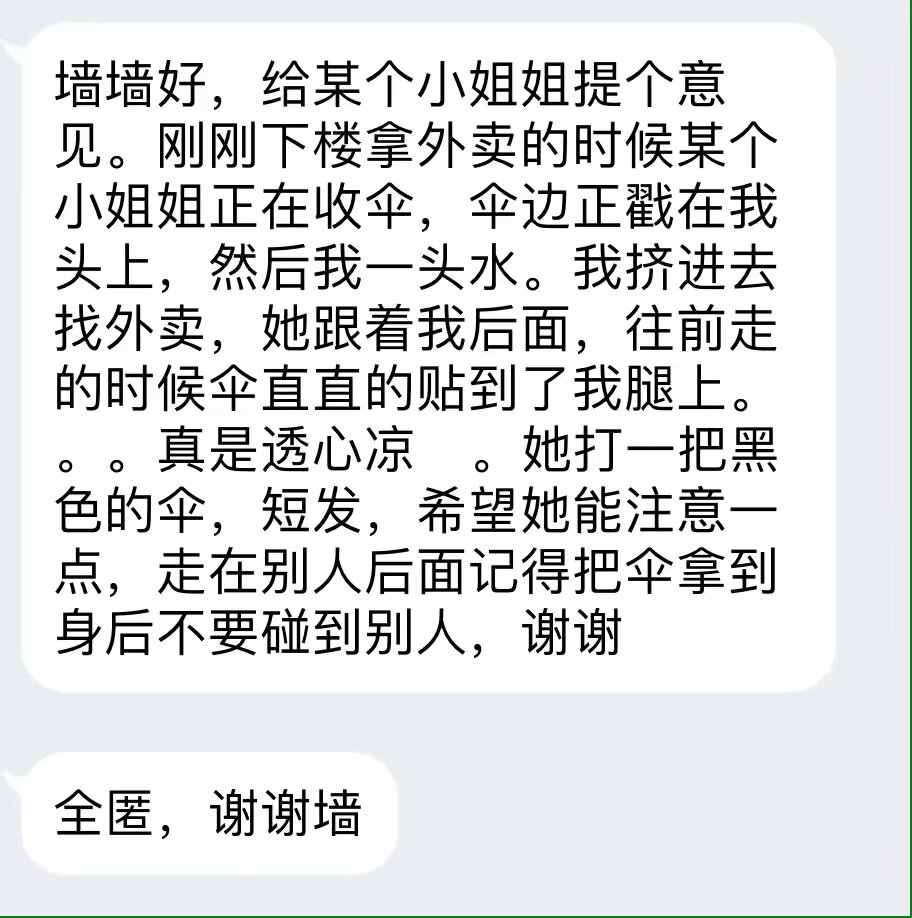 墙墙好，给某个小姐姐提个意
见。刚刚下楼拿外卖的时候某个
小姐姐正在收伞，伞边正戳在我
头上，然后我一头水。我挤进去
找外卖，她跟着我后面，往前走
的时候伞直直的贴到了我腿上。
。。真是透心凉　。她打一把黑
色的伞，短发，希望她能注意一
点，走在别人后面记得把伞拿到
身后不要碰到别人，谢谢
全匿，谢谢墙